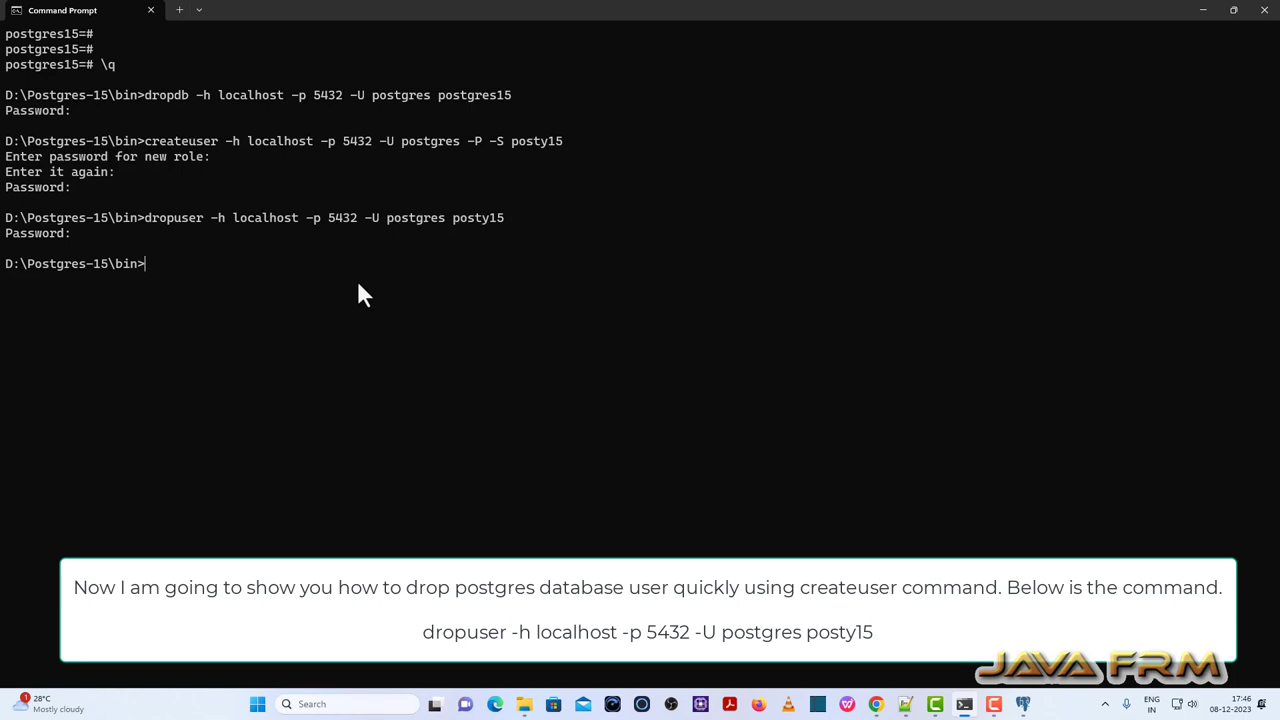 Command Prompt
postgres15=#
postgres15=#
postgres15=# \q
D:\Postgres-15\bin>dropdb -h localhost -p 5432 -U postgres postgres15
Password:
D:\Postgres-15\bin>createuser -h localhost -p 5432 -U postgres -P -S posty15
Enter password for new role:
Enter it again:
Password:
D:\Postgres-15\bin>dropuser -h localhost -p 5432 -U postgres posty15
Password:
D:\Postgres-15\bin>
Now I am going to show you how to drop postgres database user quickly using createuser command. Below is the command.
dropuser -h localhost -p 5432 -U postgres posty15
JAVA FRM
1
28°C
Mostly cloudy
Search
ENG
IN
17:46
08-12-2023